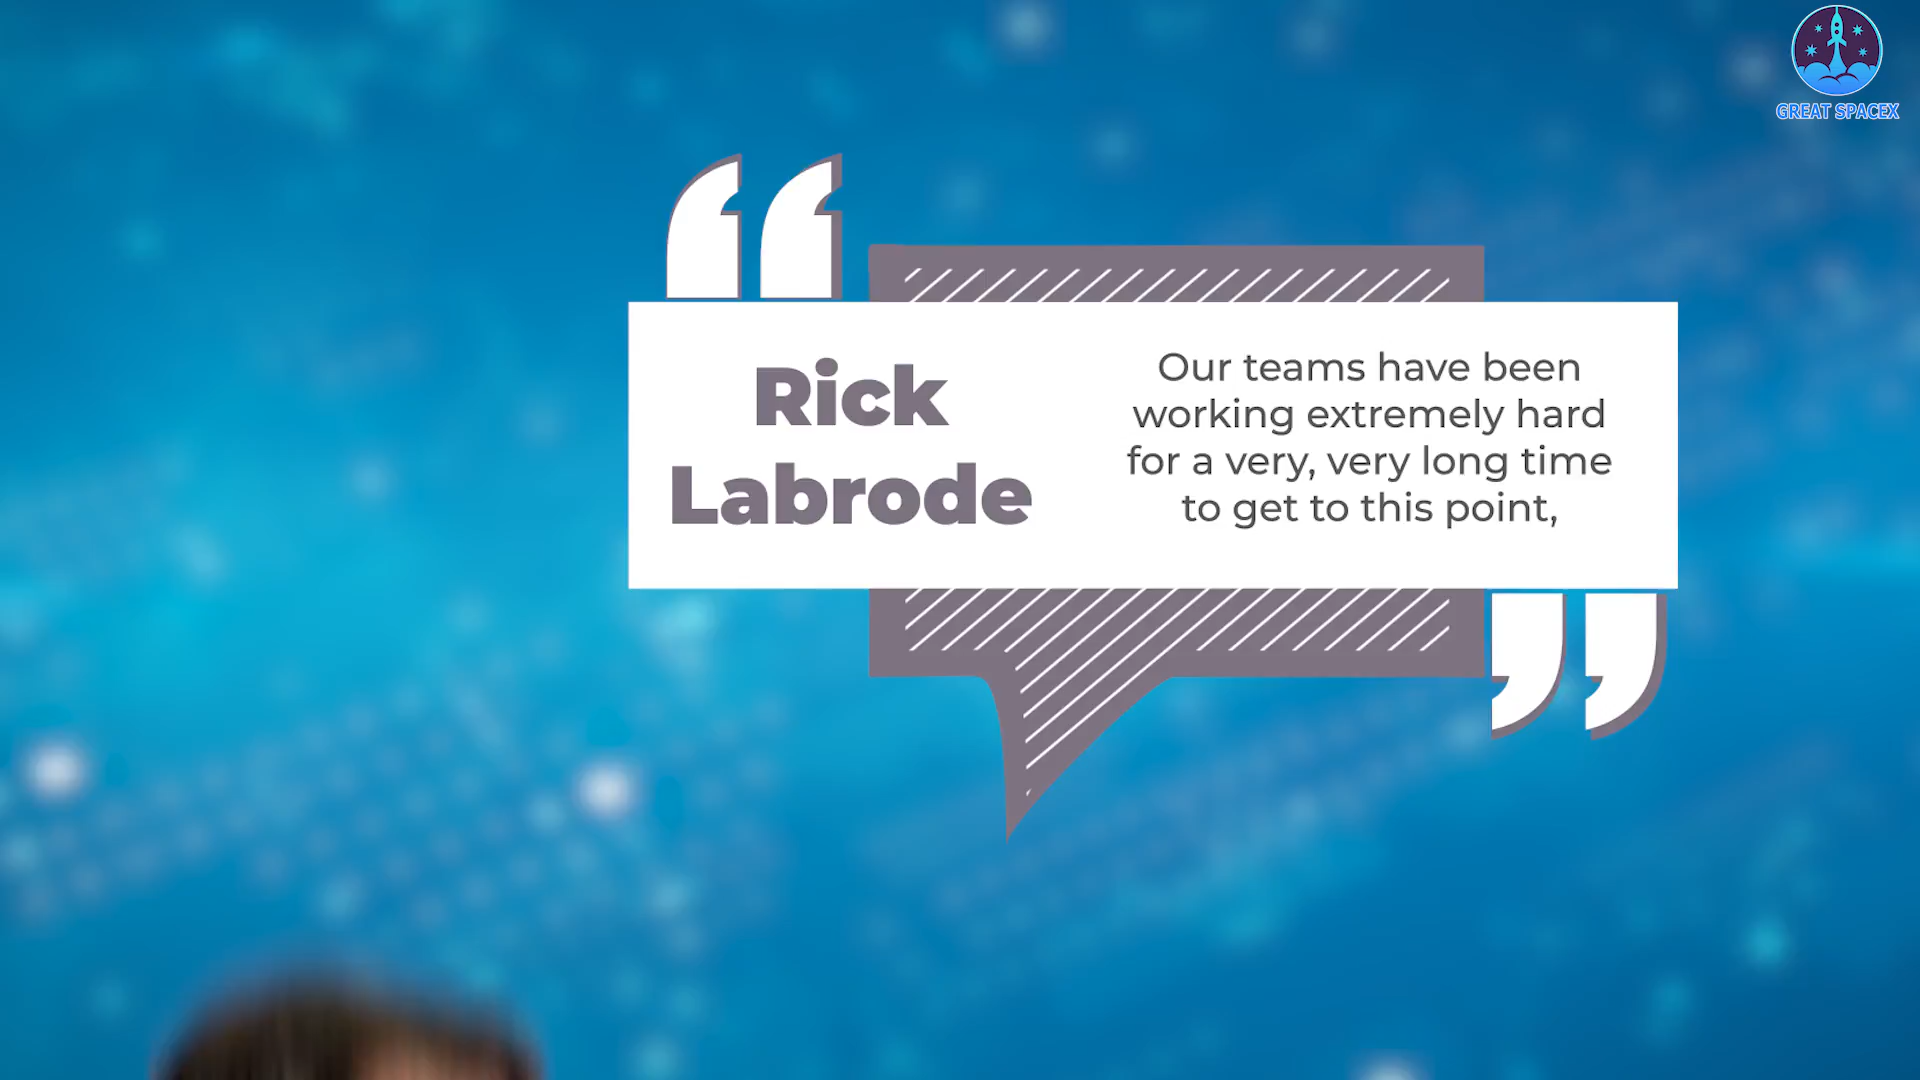 GREAT SPACEX
Rick
Labrode
Our teams have been
working extremely hard
for a very, very long time
to get to this point,